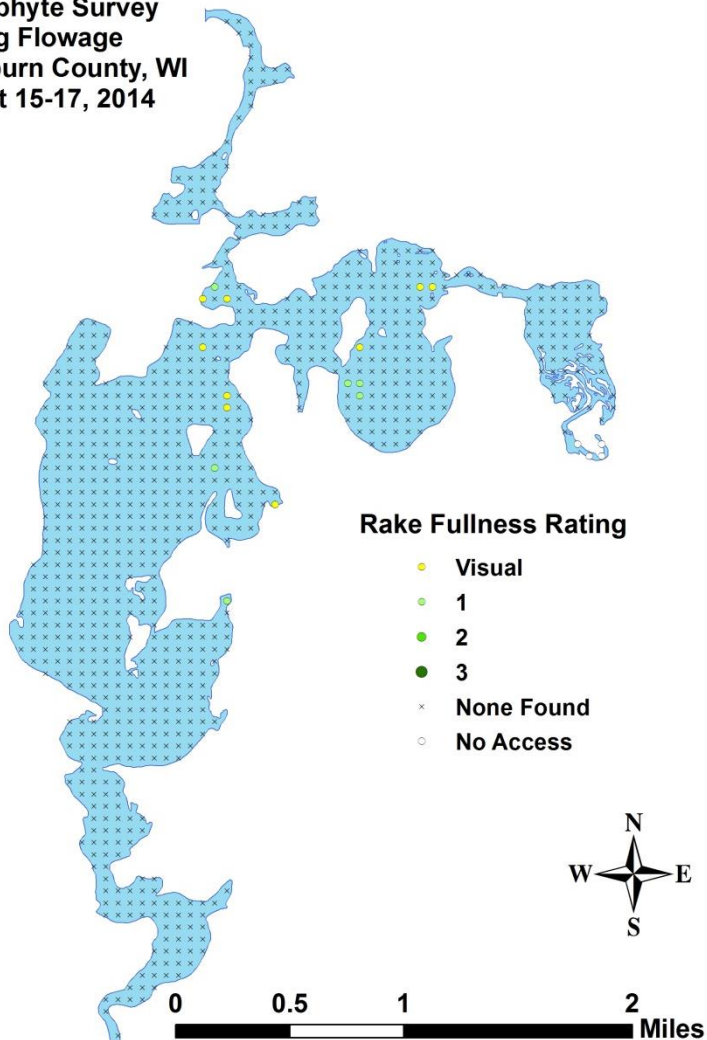 phyte Survey
g Flowage
burn County, WI
t 15-17, 2014
Rake Fullness Rating
Visual
1
2
3
None Found
No Access
N
W E
S
0 0.5 1 2
Miles